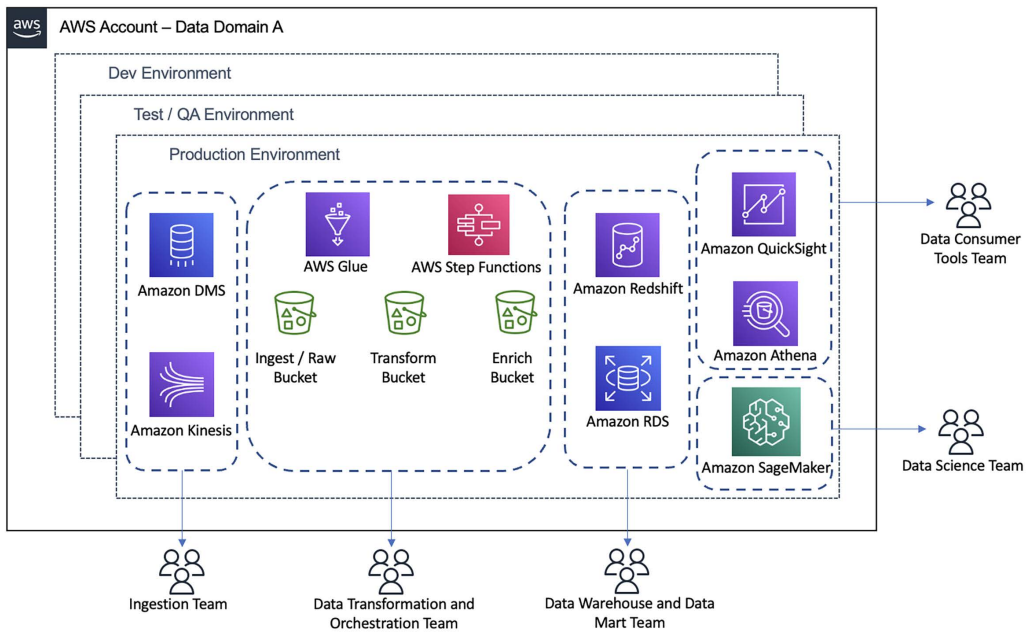 aws
AWS Account – Data Domain A
Dev Environment
Test / QA Environment
Production Environment
Amazon DMS
Amazon Kinesis
AWS Glue
AWS Step Functions
Ingest / Raw
Bucket
Transform
Bucket
Enrich
Bucket
Amazon Redshift
Amazon RDS
Amazon QuickSight
Amazon Athena
Amazon SageMaker
Data Consumer
Tools Team
Data Science Team
Ingestion Team
Data Transformation and
Orchestration Team
Data Warehouse and Data
Mart Team